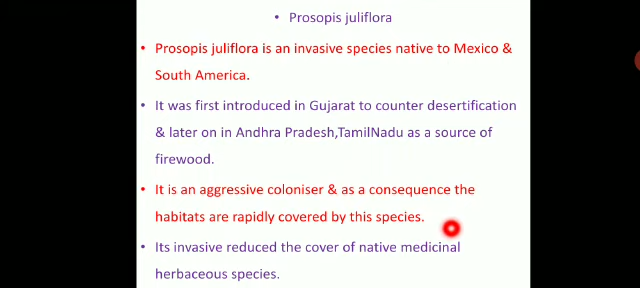 • Prosopis juliflora
• Prosopis juliflora is an invasive species native to Mexico &
South America.
• It was first introduced in Gujarat to counter desertification
& later on in Andhra Pradesh,TamilNadu as a source of
firewood.
• It is an aggressive coloniser & as a consequence the
habitats are rapidly covered by this species.
• Its invasive reduced the cover of native medicinal
herbaceous species.